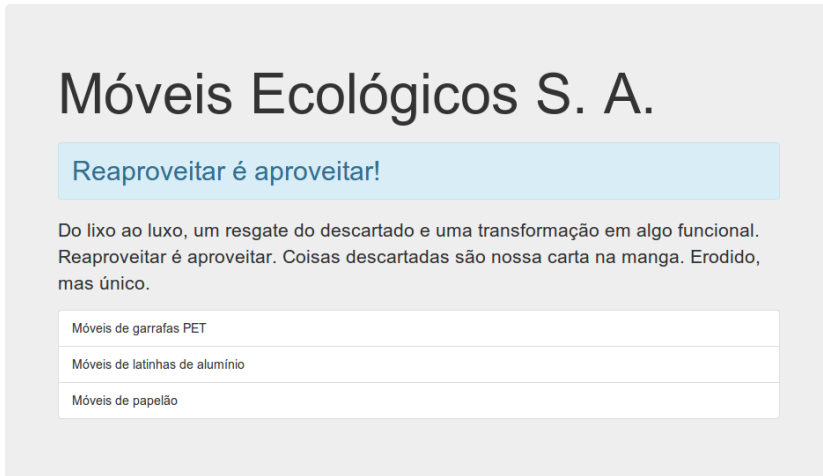 Móveis Ecológicos S. A.
Reaproveitar é aproveitar!
Do lixo ao luxo, um resgate do descartado e uma transformação em algo funcional.
Reaproveitar é aproveitar. Coisas descartadas são nossa carta na manga. Erodido,
mas único.
Móveis de garrafas PET
Móveis de latinhas de alumínio
Móveis de papelão